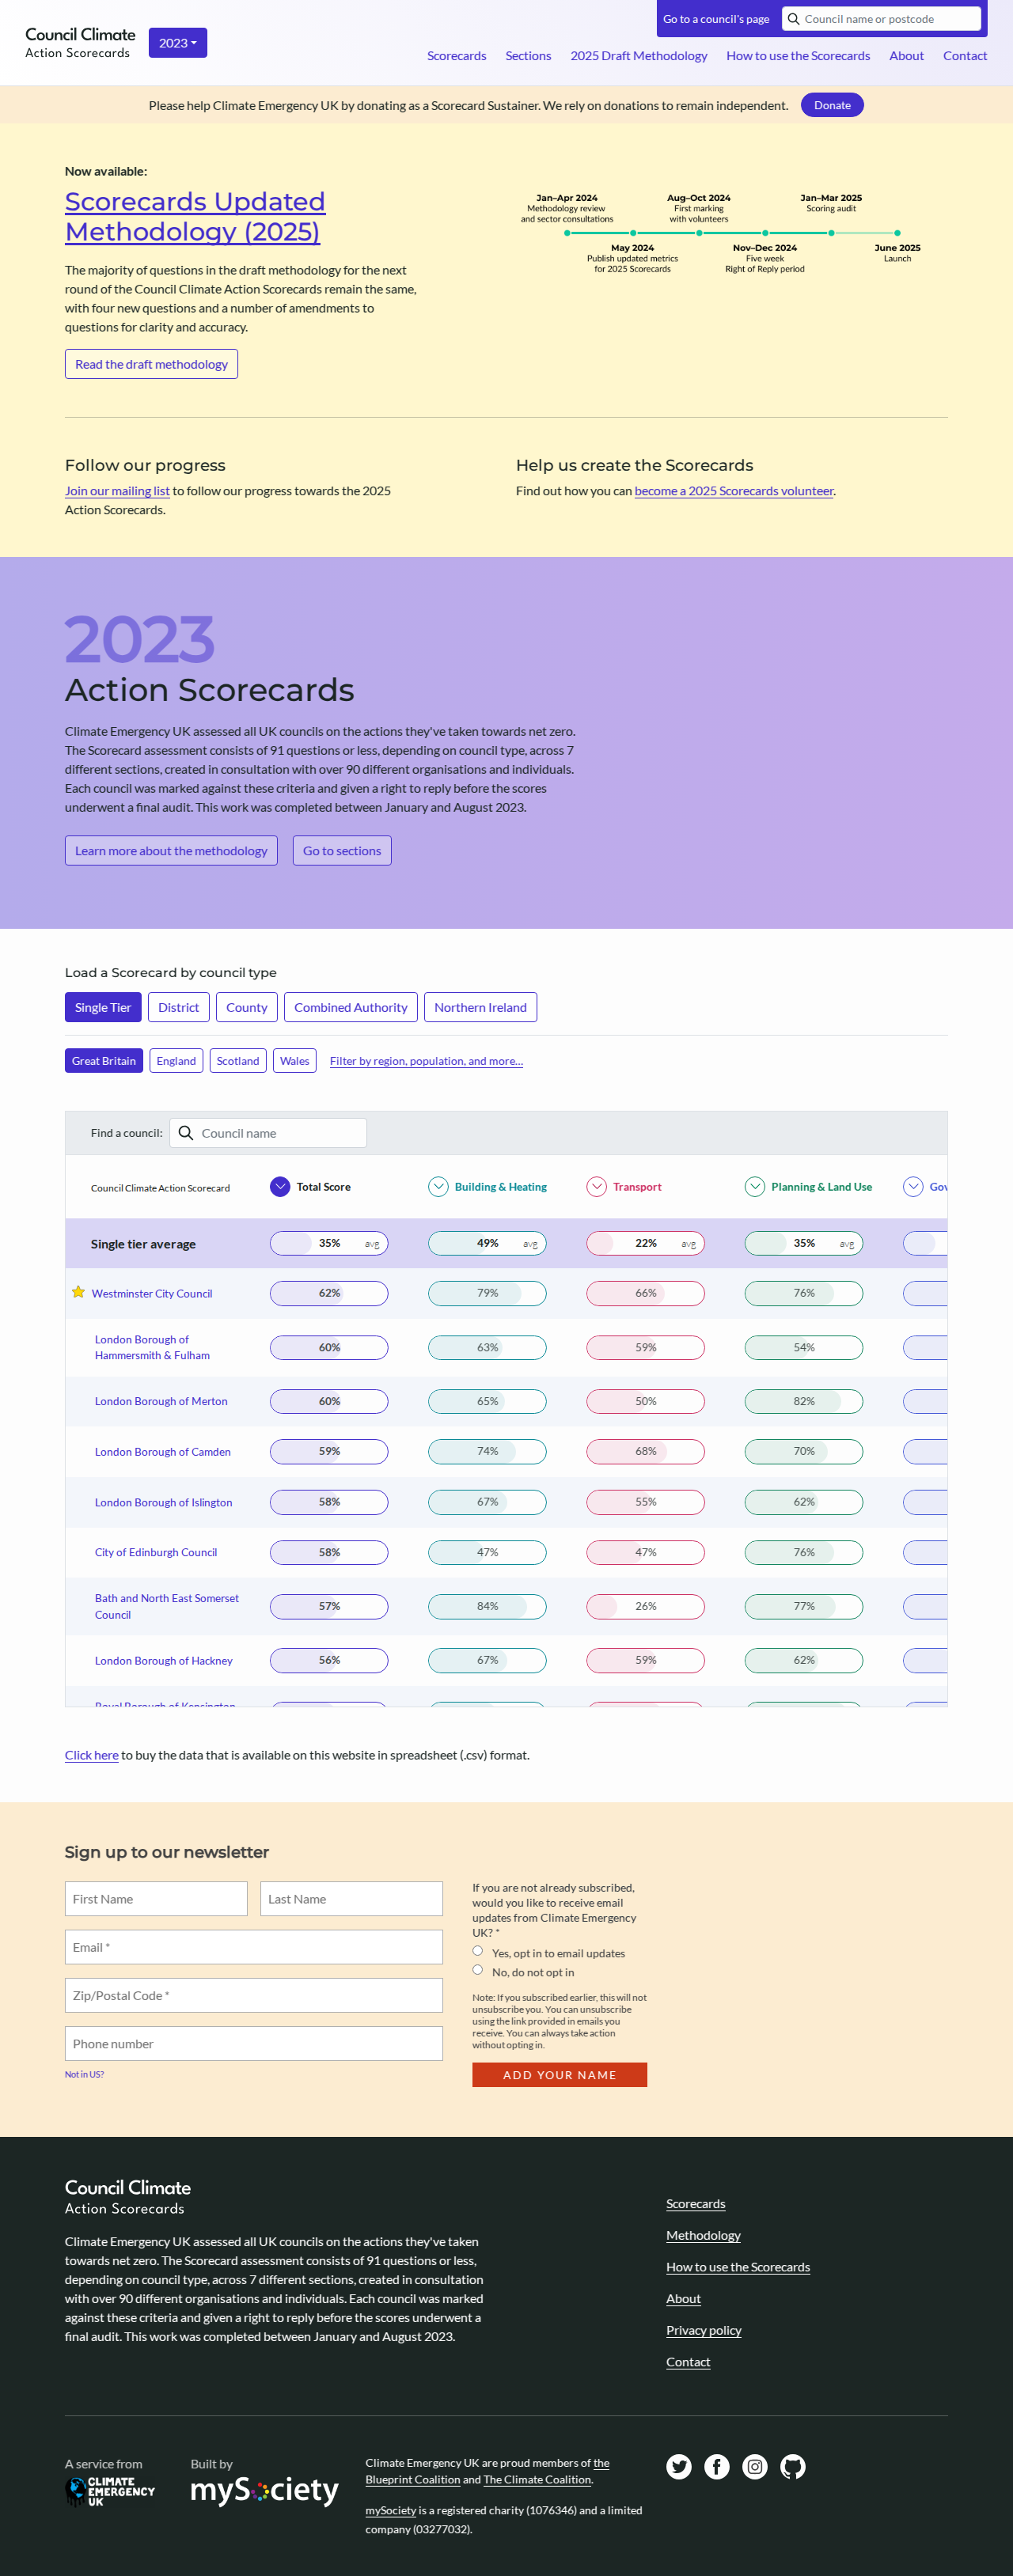 Council Climate
Action Scorecards
2023
Go to a council's page
Council name or postcode
Scorecards
Sections
2025 Draft Methodology
How to use the Scorecards
About
Contact
Please help Climate Emergency UK by donating as a Scorecard Sustainer. We rely on donations to remain independent.
Donate
Now available:
Scorecards Updated
Methodology (2025)
The majority of questions in the draft methodology for the next
round of the Council Climate Action Scorecards remain the same,
with four new questions and a number of amendments to
questions for clarity and accuracy.
Read the draft methodology
Jan–Apr 2024
Methodology review
and sector consultations
Aug–Oct 2024
First marking
with volunteers
Jan–Mar 2025
Scoring audit
May 2024
Publish updated metrics
for 2025 Scorecards
Nov–Dec 2024
Five week
Right of Reply period
June 2025
Launch
Follow our progress
Join our mailing list to follow our progress towards the 2025
Action Scorecards.
Help us create the Scorecards
Find out how you can become a 2025 Scorecards volunteer.
2023
Action Scorecards
Climate Emergency UK assessed all UK councils on the actions they've taken towards net zero.
The Scorecard assessment consists of 91 questions or less, depending on council type, across 7
different sections, created in consultation with over 90 different organisations and individuals.
Each council was marked against these criteria and given a right to reply before the scores
underwent a final audit. This work was completed between January and August 2023.
Learn more about the methodology
Go to sections
Load a Scorecard by council type
Single Tier
District
County
Combined Authority
Northern Ireland
Great Britain
England
Scotland
Wales
Filter by region, population, and more...
Find a council:
Council name
Council Climate Action Scorecard
Total Score
Building & Heating
Transport
Planning & Land Use
Gov
Single tier average
35% avg
49% avg
22% avg
35% avg
Westminster City Council
62%
79%
66%
76%
London Borough of
Hammersmith & Fulham
60%
63%
59%
54%
London Borough of Merton
60%
65%
50%
82%
London Borough of Camden
59%
74%
68%
70%
London Borough of Islington
58%
67%
55%
62%
City of Edinburgh Council
58%
47%
47%
76%
Bath and North East Somerset
Council
57%
84%
26%
77%
London Borough of Hackney
56%
67%
59%
62%
Royal Borough of Kensington
Click here to buy the data that is available on this website in spreadsheet (.csv) format.
Sign up to our newsletter
First Name
Last Name
Email *
Zip/Postal Code *
Phone number
Not in US?
If you are not already subscribed,
would you like to receive email
updates from Climate Emergency
UK? *
Yes, opt in to email updates
No, do not opt in
Note: If you subscribed earlier, this will not
unsubscribe you. You can unsubscribe
using the link provided in emails you
receive. You can always take action
without opting in.
ADD YOUR NAME
Council Climate
Action Scorecards
Climate Emergency UK assessed all UK councils on the actions they've taken
towards net zero. The Scorecard assessment consists of 91 questions or less,
depending on council type, across 7 different sections, created in consultation
with over 90 different organisations and individuals. Each council was marked
against these criteria and given a right to reply before the scores underwent a
final audit. This work was completed between January and August 2023.
Scorecards
Methodology
How to use the Scorecards
About
Privacy policy
Contact
A service from
CLIMATE
EMERGENCY
UK
Built by
mySociety
Climate Emergency UK are proud members of the
Blueprint Coalition and The Climate Coalition.
mySociety is a registered charity (1076346) and a limited
company (03277032).